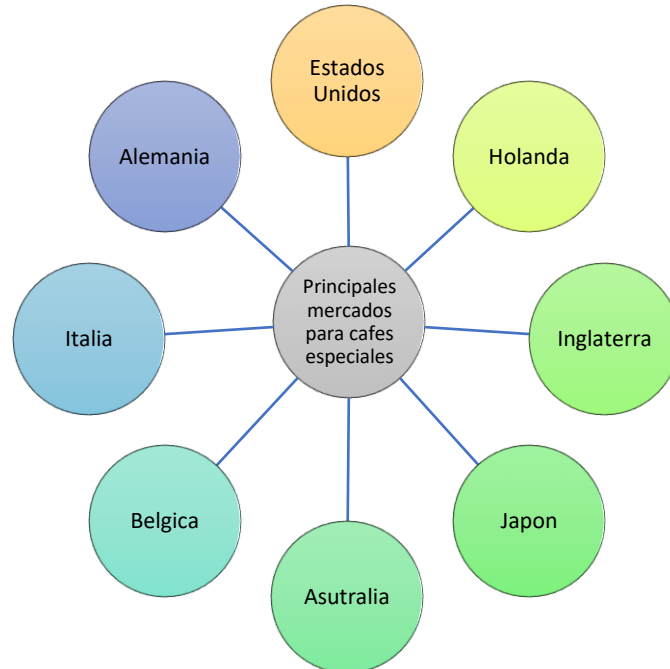 Estados
Unidos
Alemania
Holanda
Principales
mercados
para cafes
especiales
Italia
Inglaterra
Belgica
Japon
Asutralia